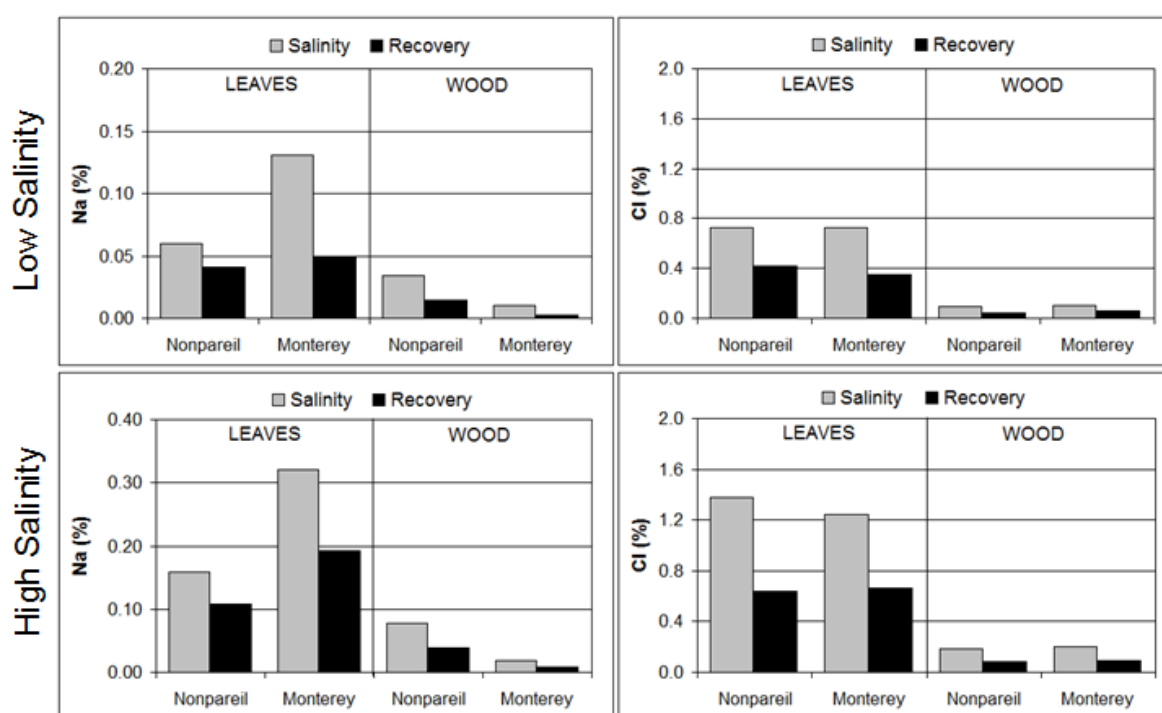 Low Salinity
Salinity Recovery
0.20
LEAVES WOOD
0.15
0.10
0.05
0.00
Na (%)
Nonpareil Monterey Nonpareil Monterey
Salinity Recovery
2.0
LEAVES WOOD
1.6
1.2
0.8
0.4
0.0
Cl (%)
Nonpareil Monterey Nonpareil Monterey
High Salinity
Salinity Recovery
0.40
LEAVES WOOD
0.30
0.20
0.10
0.00
Na (%)
Nonpareil Monterey Nonpareil Monterey
Salinity Recovery
2.0
LEAVES WOOD
1.6
1.2
0.8
0.4
0.0
Cl (%)
Nonpareil Monterey Nonpareil Monterey